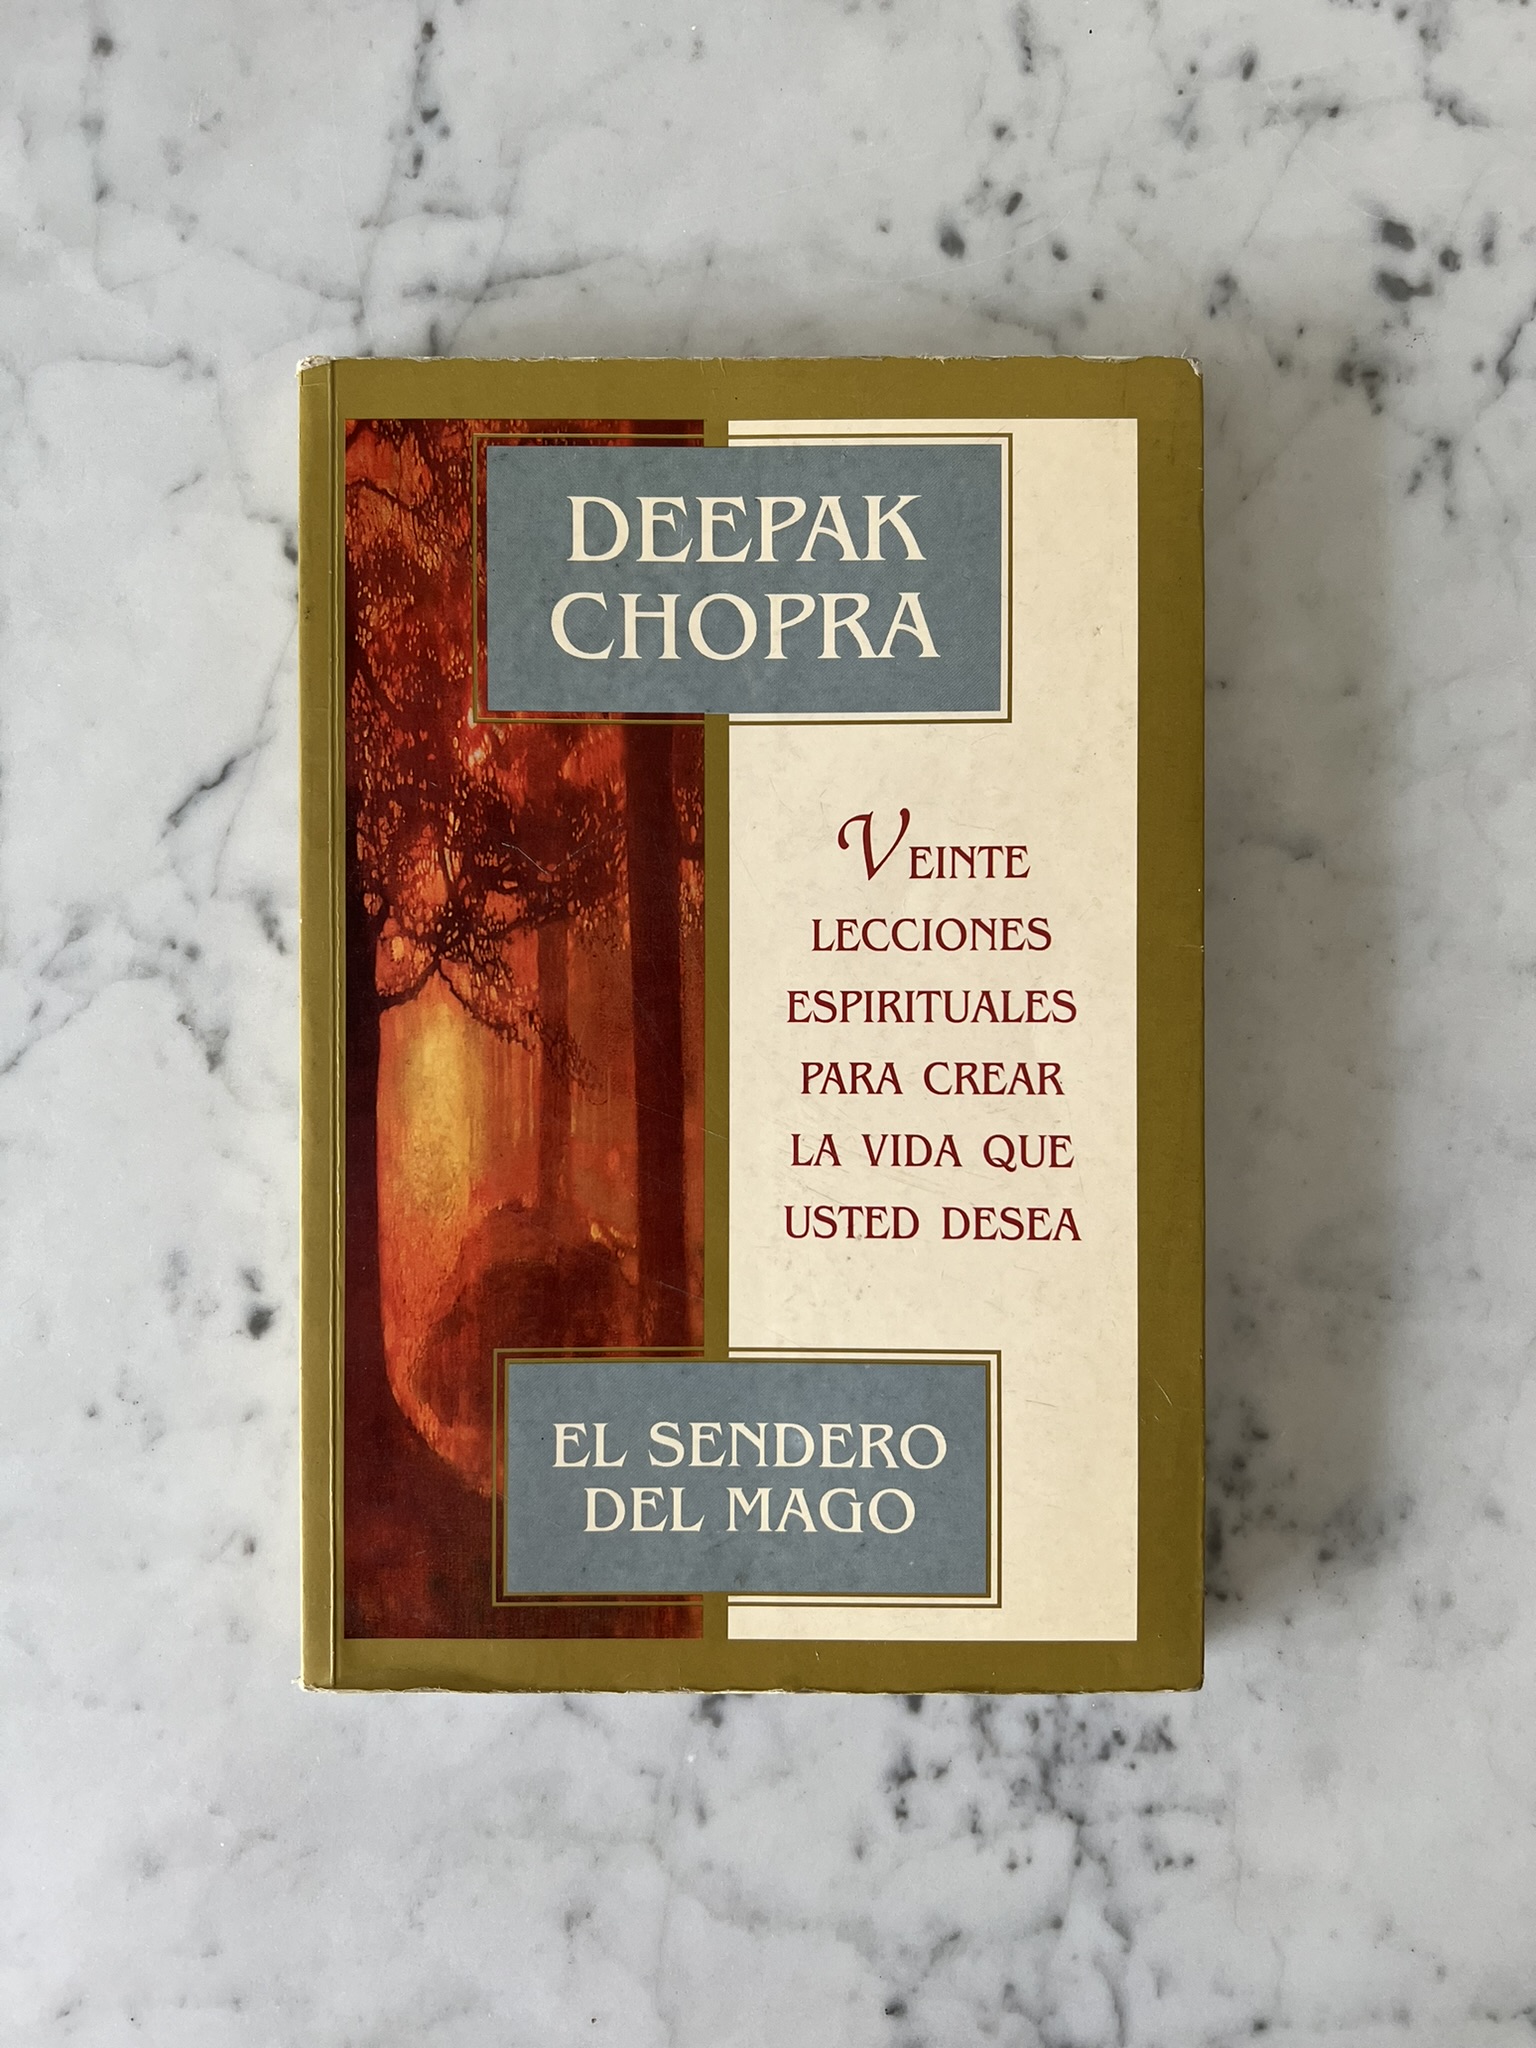 DEEPAK
CHOPRA
VEINTE
LECCIONES
ESPIRITUALES
PARA CREAR
LA VIDA QUE
USTED DESEA
EL SENDERO
DEL MAGO